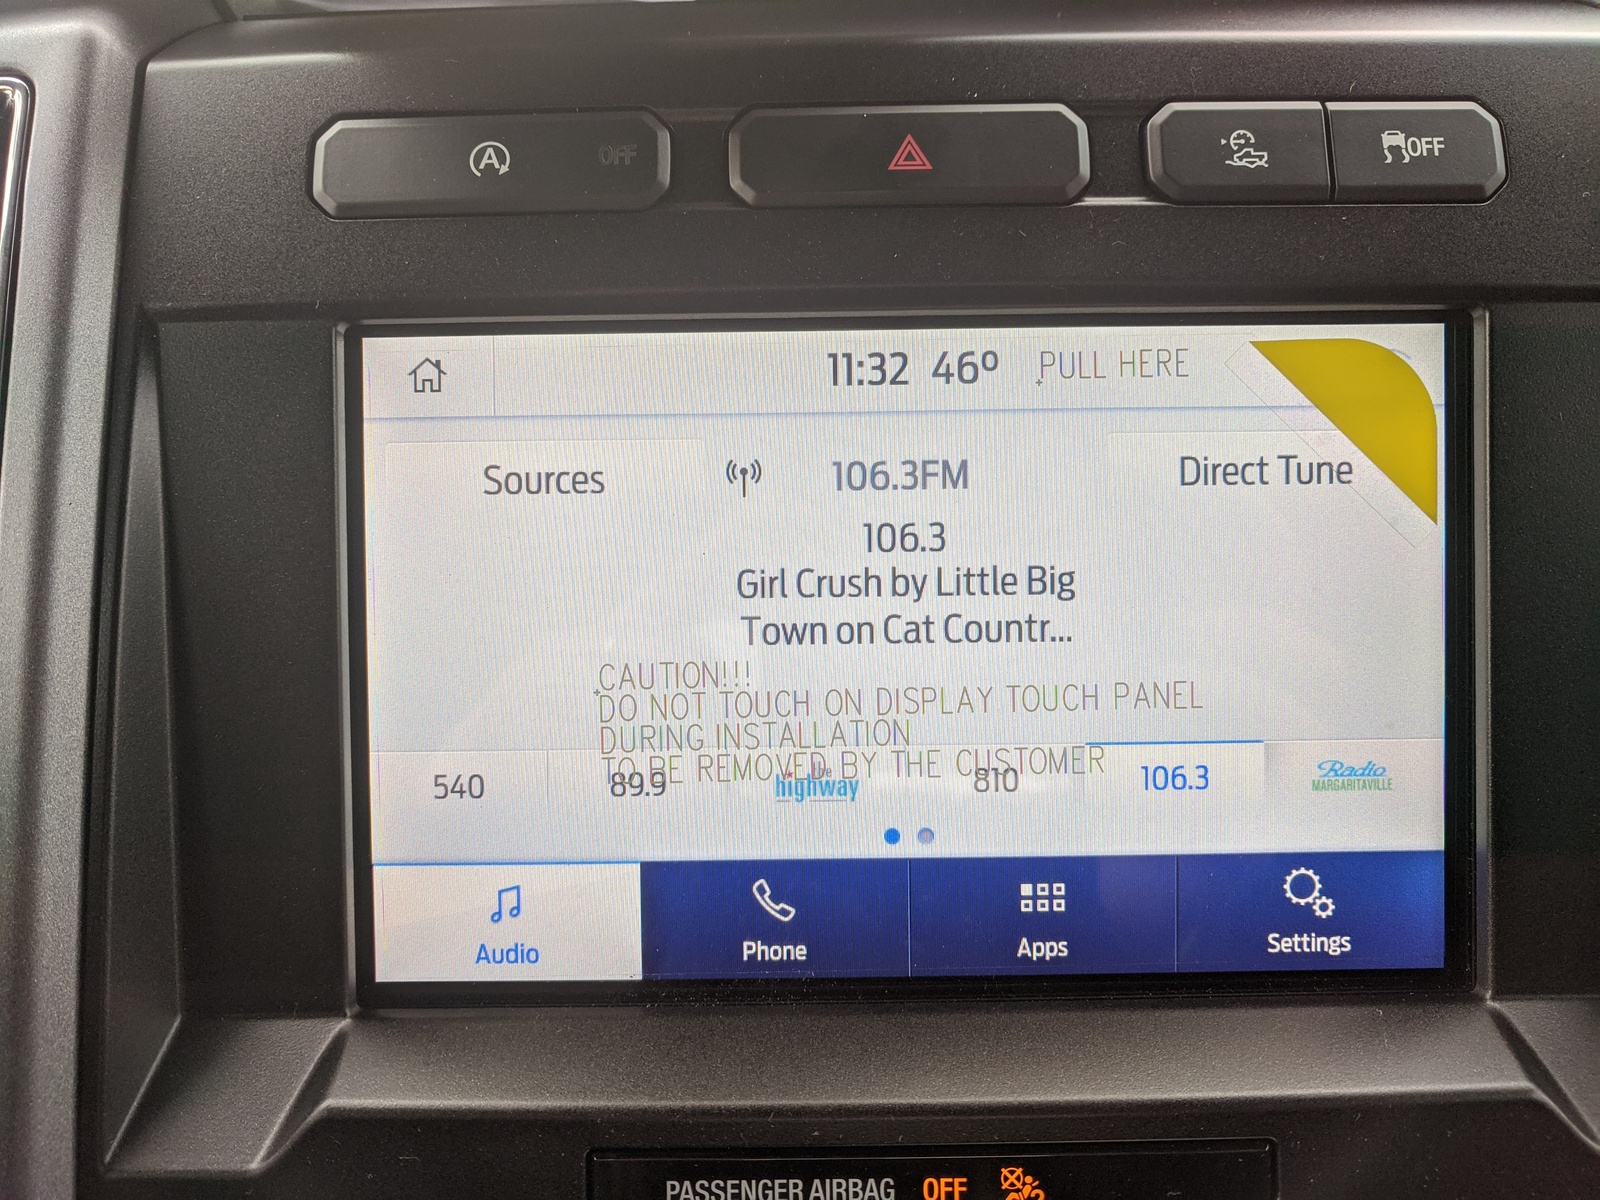 A OFF
OFF
11:32 46º PULL HERE
Sources 106.3FM Direct Tune
106.3
Girl Crush by Little Big
Town on Cat Countr...
CAUTION!!!
DO NOT TOUCH ON DISPLAY TOUCH PANEL
DURING INSTALLATION
TO BE REMOVED BY THE CUSTOMER
540 89.9 the highway 810 106.3 Radio MARGARITAVILLE
Audio Phone Apps Settings
PASSENGER AIRBAG OFF